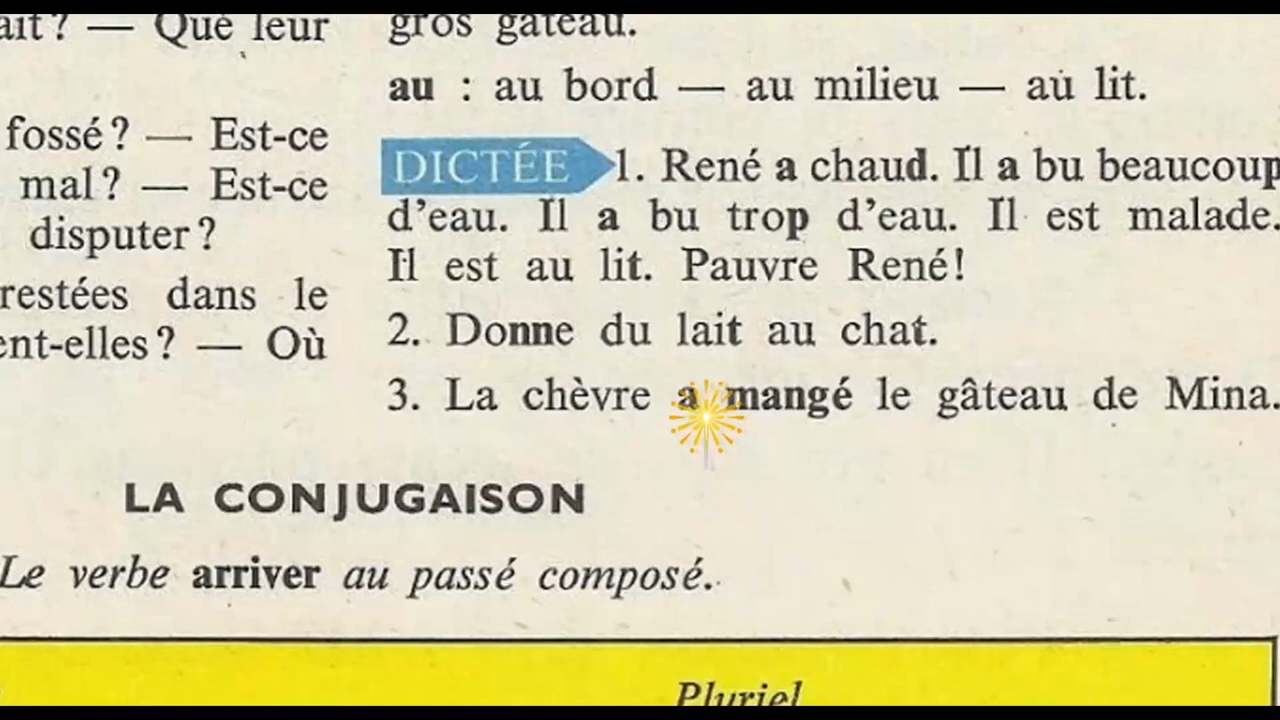 ait? — Que leur
fossé? — Est-ce
mal? — Est-ce
disputer?
restées dans le
ent-elles? — Où
gros gâteau.
au : au bord — au milieu — au lit.
DICTÉE 1. René a chaud. Il a bu beaucoup
d'eau. Il a bu trop d'eau. Il est malade.
Il est au lit. Pauvre René!
2. Donne du lait au chat.
3. La chèvre a mangé le gâteau de Mina.
LA CONJUGAISON
Le verbe arriver au passé composé.
Pluriel